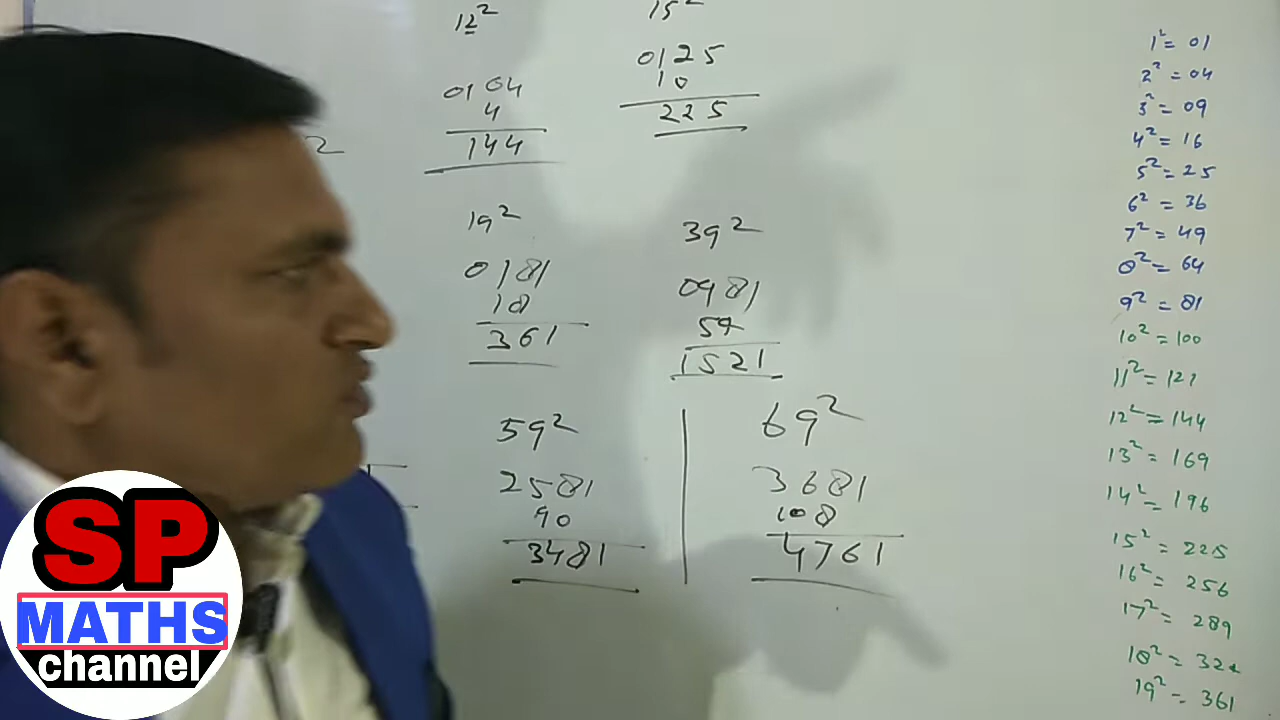 12²
01 04
4
144
15²
0125
10
225
19²
0181
18
361
39²
0981
54
1521
59²
2581
90
3481
69²
3681
108
4761
1² = 01
2² = 04
3² = 09
4² = 16
5² = 25
6² = 36
7² = 49
8² = 64
9² = 81
10² = 100
11² = 121
12² = 144
13² = 169
14² = 196
15² = 225
16² = 256
17² = 289
18² = 324
19² = 361
SP
MATHS
channel